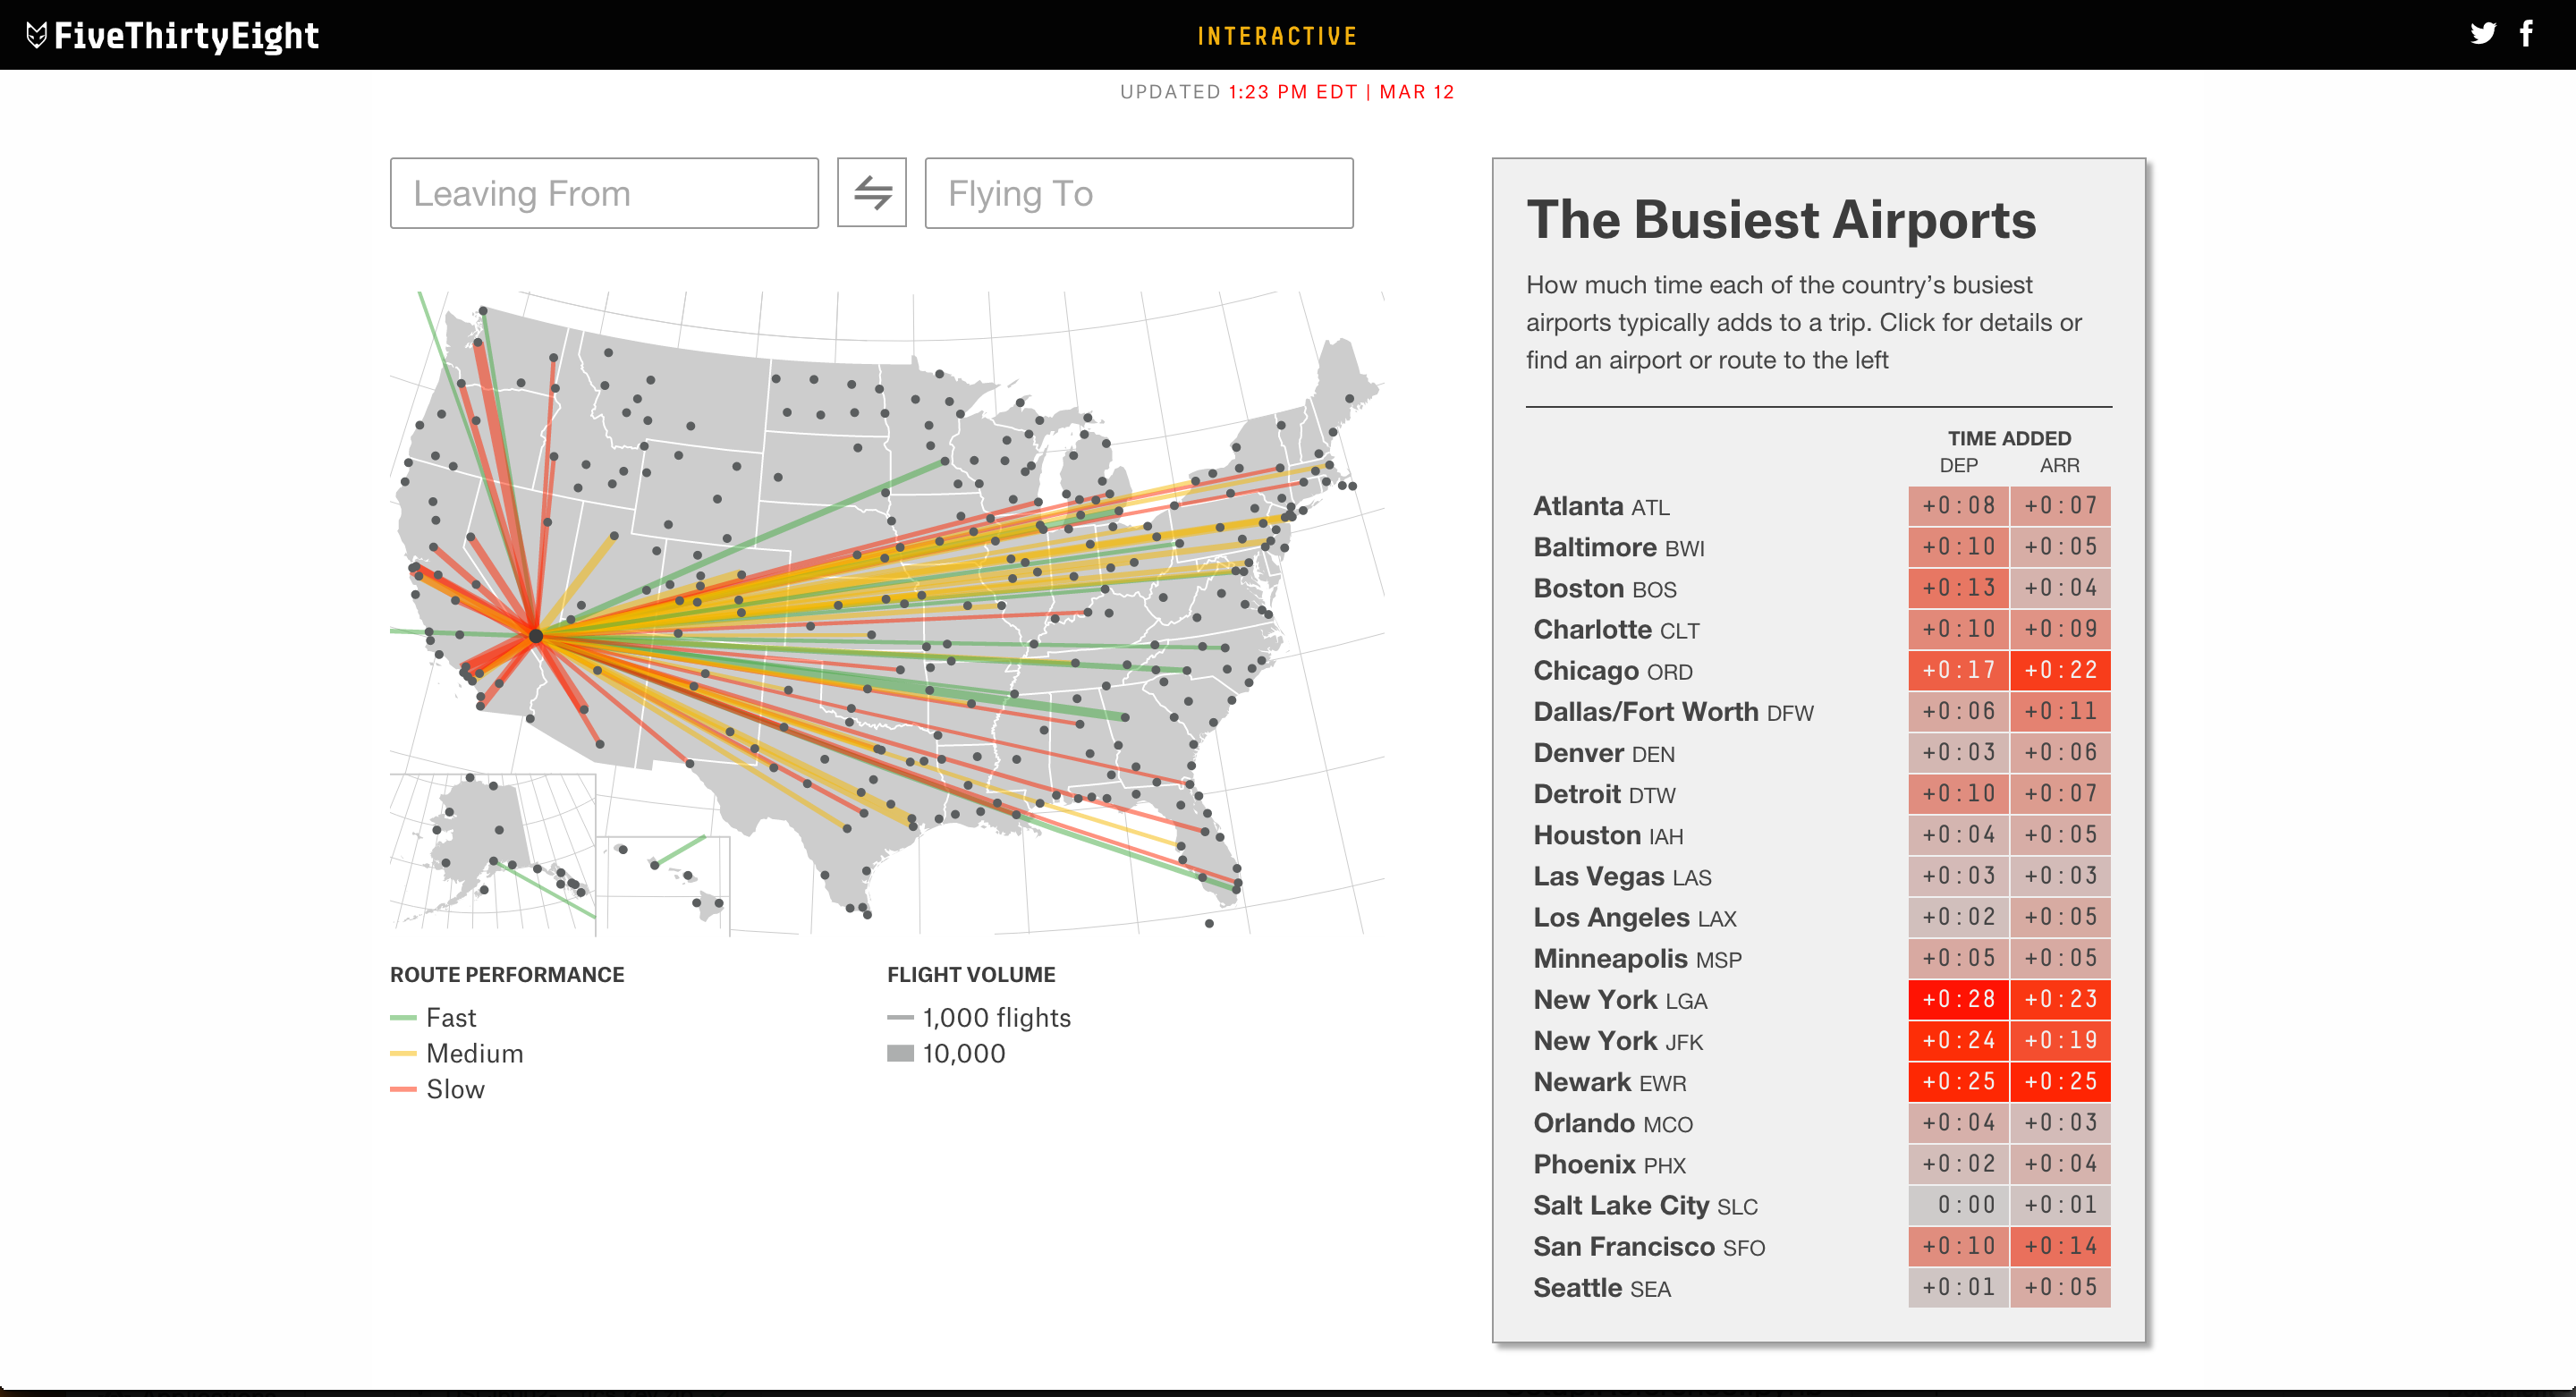 FiveThirtyEight
INTERACTIVE
UPDATED 1:23 PM EDT | MAR 12
Leaving From
Flying To
ROUTE PERFORMANCE
Fast
Medium
Slow
FLIGHT VOLUME
1,000 flights
10,000
The Busiest Airports
How much time each of the country’s busiest
airports typically adds to a trip. Click for details or
find an airport or route to the left
TIME ADDED
DEP ARR
Atlanta ATL +0:08 +0:07
Baltimore BWI +0:10 +0:05
Boston BOS +0:13 +0:04
Charlotte CLT +0:10 +0:09
Chicago ORD +0:17 +0:22
Dallas/Fort Worth DFW +0:06 +0:11
Denver DEN +0:03 +0:06
Detroit DTW +0:10 +0:07
Houston IAH +0:04 +0:05
Las Vegas LAS +0:03 +0:03
Los Angeles LAX +0:02 +0:05
Minneapolis MSP +0:05 +0:05
New York LGA +0:28 +0:23
New York JFK +0:24 +0:19
Newark EWR +0:25 +0:25
Orlando MCO +0:04 +0:03
Phoenix PHX +0:02 +0:04
Salt Lake City SLC 0:00 +0:01
San Francisco SFO +0:10 +0:14
Seattle SEA +0:01 +0:05